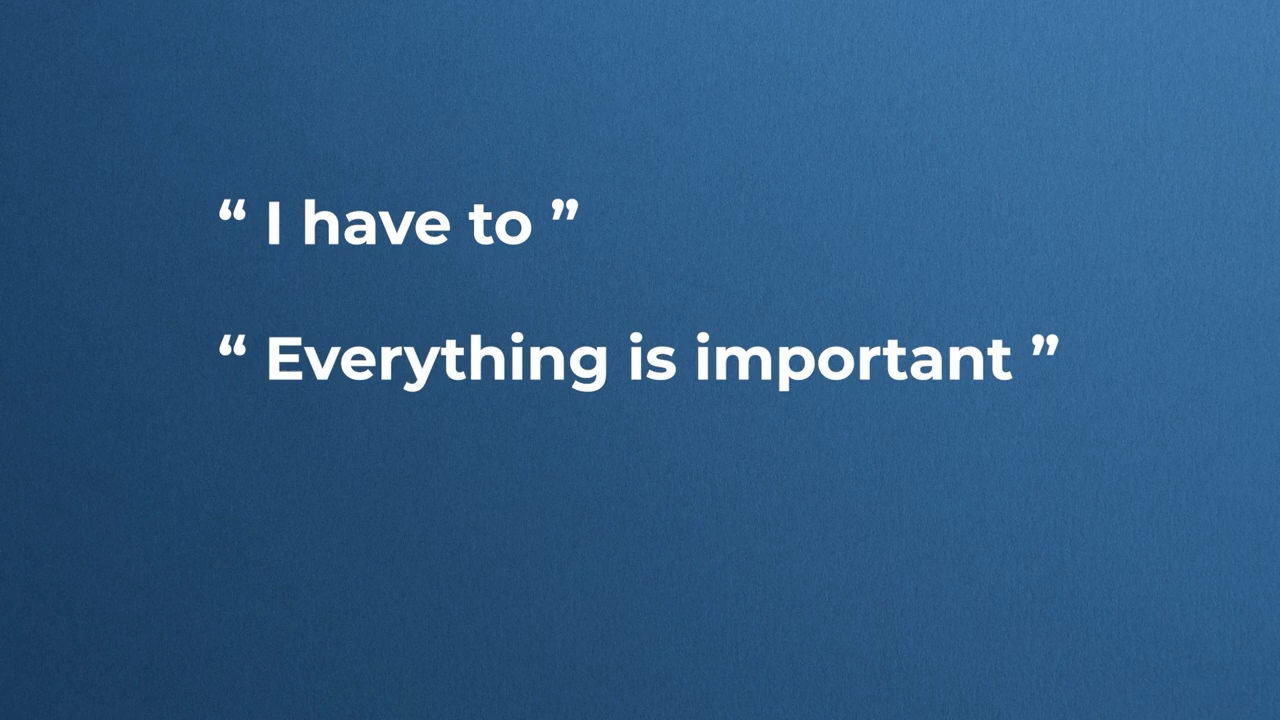 “ I have to ”
“ Everything is important ”